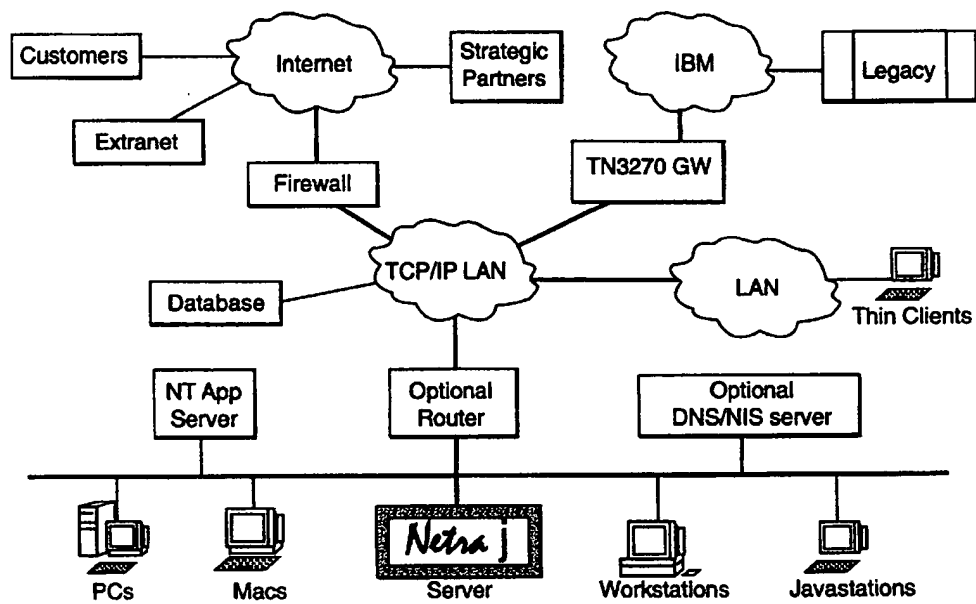 Customers
Internet
Strategic
Partners
IBM
Legacy
Extranet
Firewall
TN3270 GW
TCP/IP LAN
LAN
Database
Thin Clients
NT App
Server
Optional
Router
Optional
DNS/NIS server
Netra j
PCs
Macs
Server
Workstations
Javastations